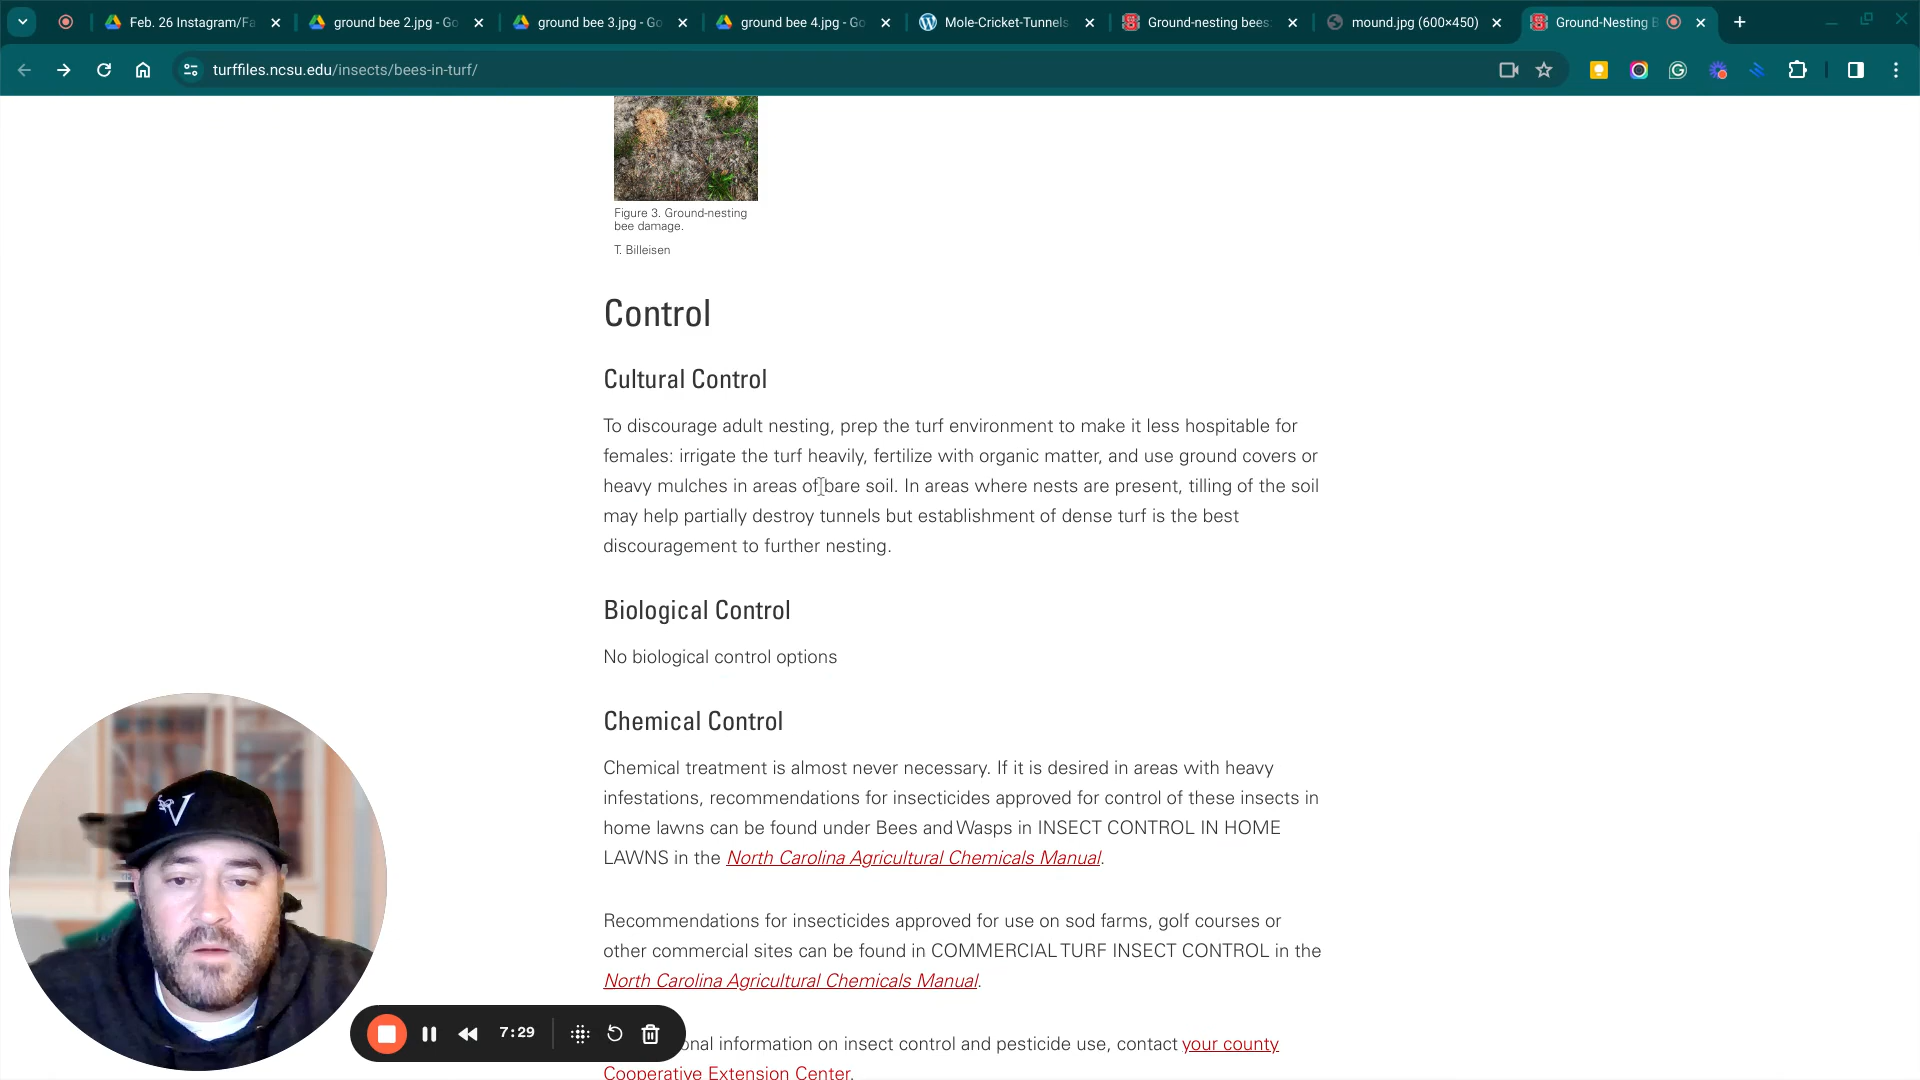 Feb. 26 Instagram/Fa
ground bee 2.jpg - Go
ground bee 3.jpg - Go
ground bee 4.jpg - Go
Mole-Cricket-Tunnels
Ground-nesting bees:
mound.jpg (600×450)
Ground-Nesting B
turffiles.ncsu.edu/insects/bees-in-turf/
Figure 3. Ground-nesting
bee damage.
T. Billeisen
Control
Cultural Control
To discourage adult nesting, prep the turf environment to make it less hospitable for
females: irrigate the turf heavily, fertilize with organic matter, and use ground covers or
heavy mulches in areas of bare soil. In areas where nests are present, tilling of the soil
may help partially destroy tunnels but establishment of dense turf is the best
discouragement to further nesting.
Biological Control
No biological control options
Chemical Control
Chemical treatment is almost never necessary. If it is desired in areas with heavy
infestations, recommendations for insecticides approved for control of these insects in
home lawns can be found under Bees and Wasps in INSECT CONTROL IN HOME
LAWNS in the North Carolina Agricultural Chemicals Manual.
Recommendations for insecticides approved for use on sod farms, golf courses or
other commercial sites can be found in COMMERCIAL TURF INSECT CONTROL in the
North Carolina Agricultural Chemicals Manual.
onal information on insect control and pesticide use, contact your county
Cooperative Extension Center.
V
7:29